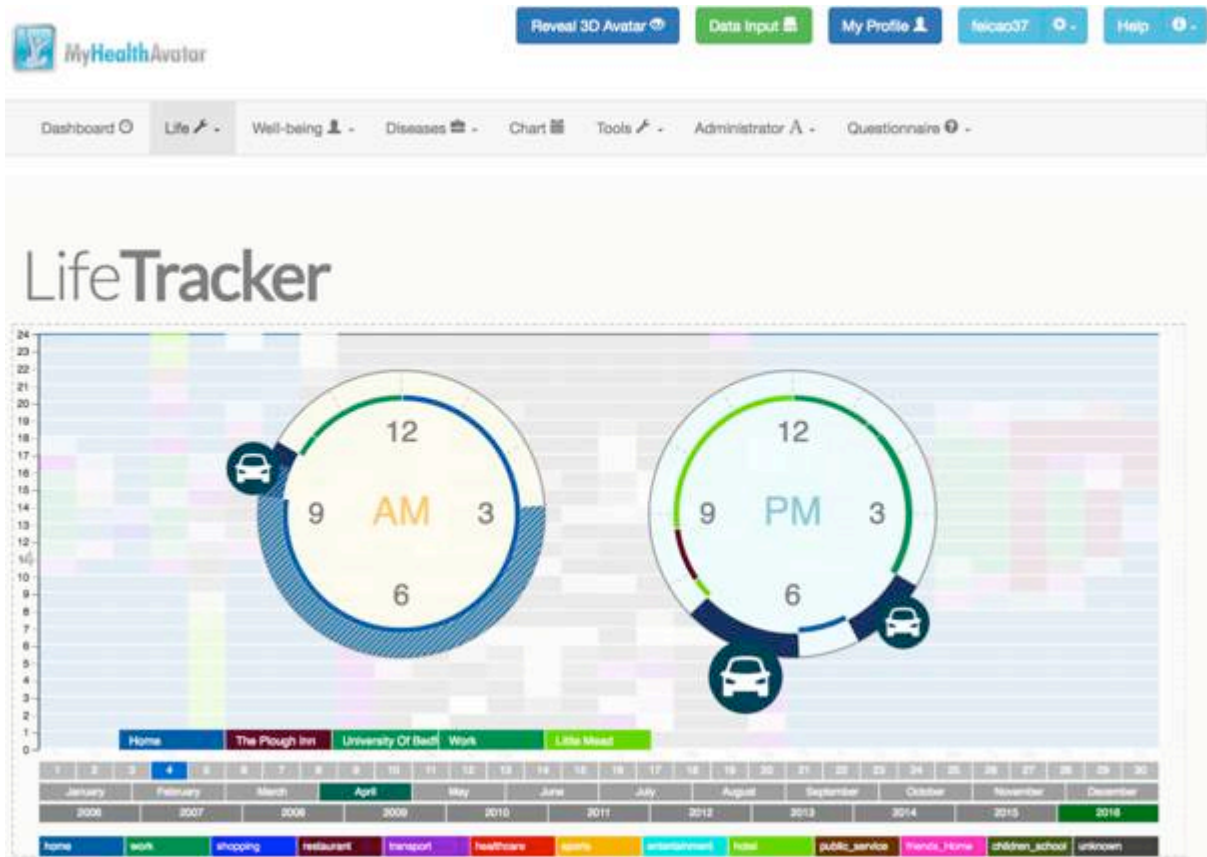 MyHealthAvatar
Reveal 3D Avatar
Data Input
My Profile
feicao37
Help
Dashboard
Life
Well-being
Diseases
Chart
Tools
Administrator A
Questionnaire
LifeTracker
24
23
22
21
20
19
18
17
16
15
14
13
12
10
9
8
7
6
5
4
3
2
1
0
12
9 AM 3
6
12
9 PM 3
6
Home The Plough Inn University Of Bedf Work Little Mead
1 2 3 4 5 6 7 8 9 10 11 12 13 14 15 16 17 18 19 20 21 22 23 24 25 26 27 28 29 30
January February March April May June July August September October November December
2006 2007 2008 2009 2010 2011 2012 2013 2014 2015 2016
home work shopping restaurant transport healthcare sports entertainment hotel public_service friends_Home children_school unknown